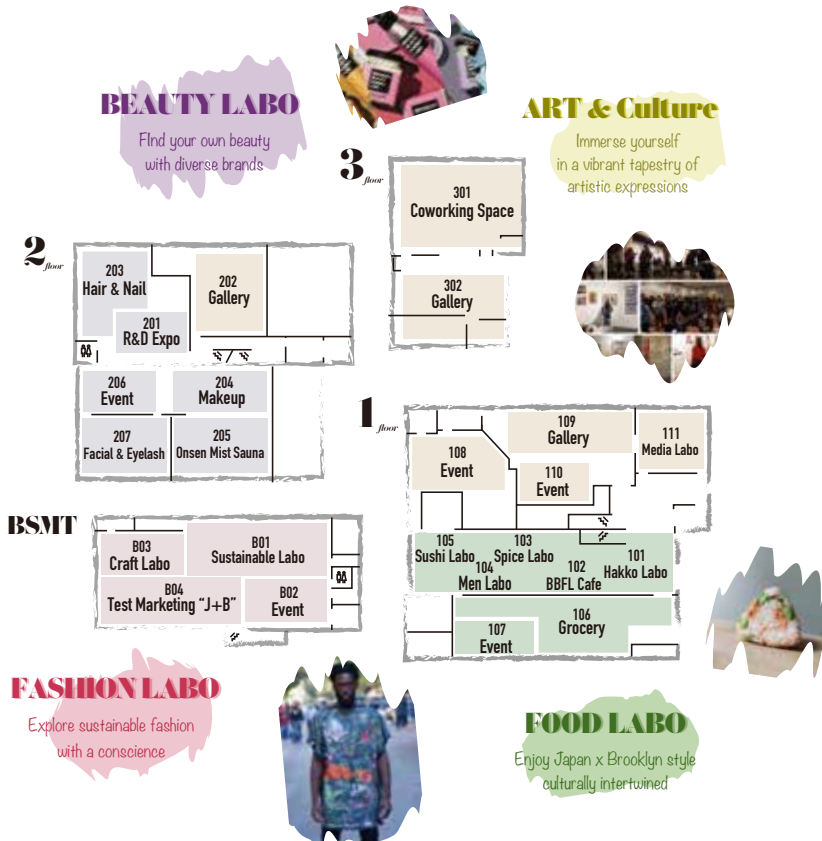 BEAUTY LABO
FInd your own beauty
with diverse brands
ART & Culture
Immerse yourself
in a vibrant tapestry of
artistic expressions
3 floor
301
Coworking Space
302
Gallery
2 floor
203
Hair & Nail
202
Gallery
201
R&D Expo
206
Event
204
Makeup
207
Facial & Eyelash
205
Onsen Mist Sauna
1 floor
109
Gallery
111
Media Labo
108
Event
110
Event
105
Sushi Labo
103
Spice Labo
101
Hakko Labo
104
Men Labo
102
BBFL Cafe
106
Grocery
107
Event
BSMT
B03
Craft Labo
B01
Sustainable Labo
B04
Test Marketing “J+B”
B02
Event
FASHION LABO
Explore sustainable fashion
with a conscience
FOOD LABO
Enjoy Japan x Brooklyn style
culturally intertwined